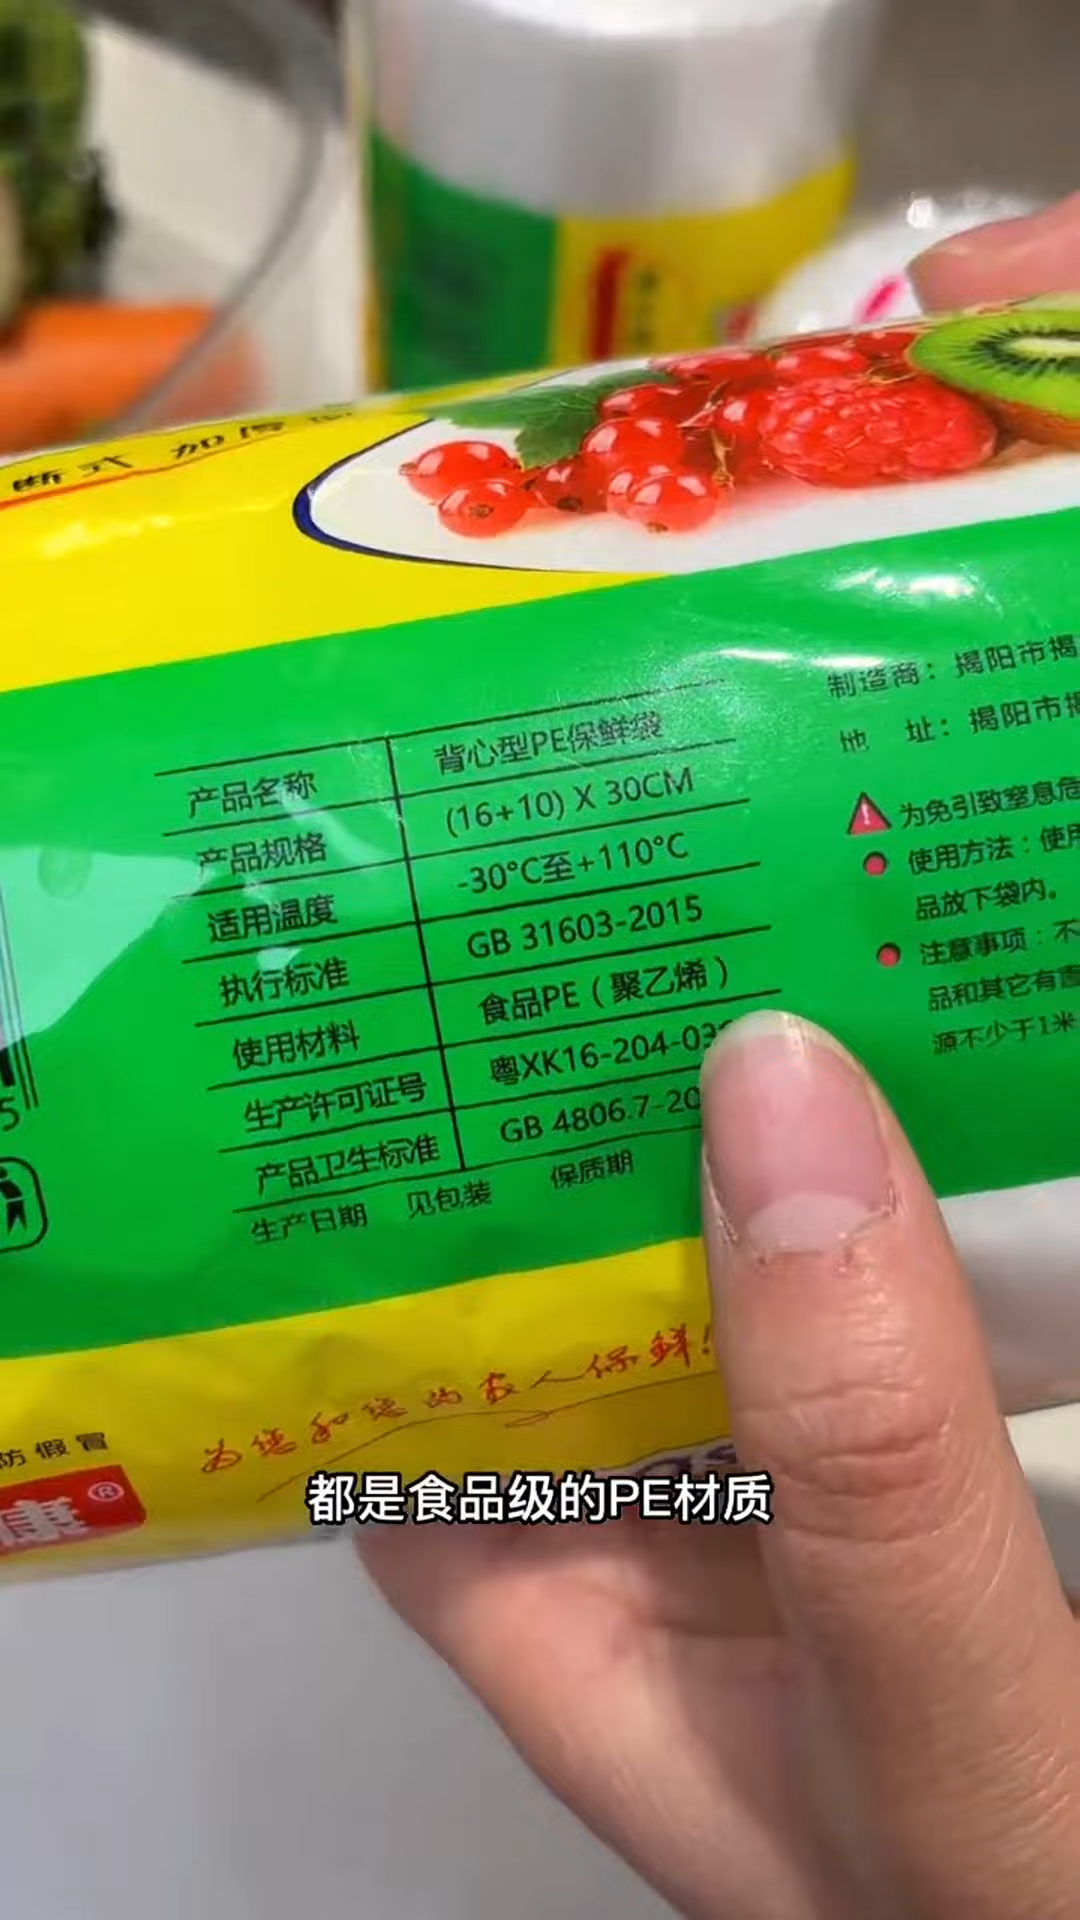 断式 加厚
产品名称 背心型PE保鲜袋
产品规格 (16+10) X 30CM
适用温度 -30°C至+110°C
执行标准 GB 31603-2015
使用材料 食品PE（聚乙烯）
生产许可证号 粤XK16-204-03
产品卫生标准 GB 4806.7-20
生产日期 见包装 保质期
制造商：揭阳市揭
地 址：揭阳市揭
为免引致窒息危
使用方法：使用
品放下袋内。
注意事项：不
品和其它有害
源不少于1米
5
为您和您的家人保鲜！
防假冒
康®
都是食品级的PE材质